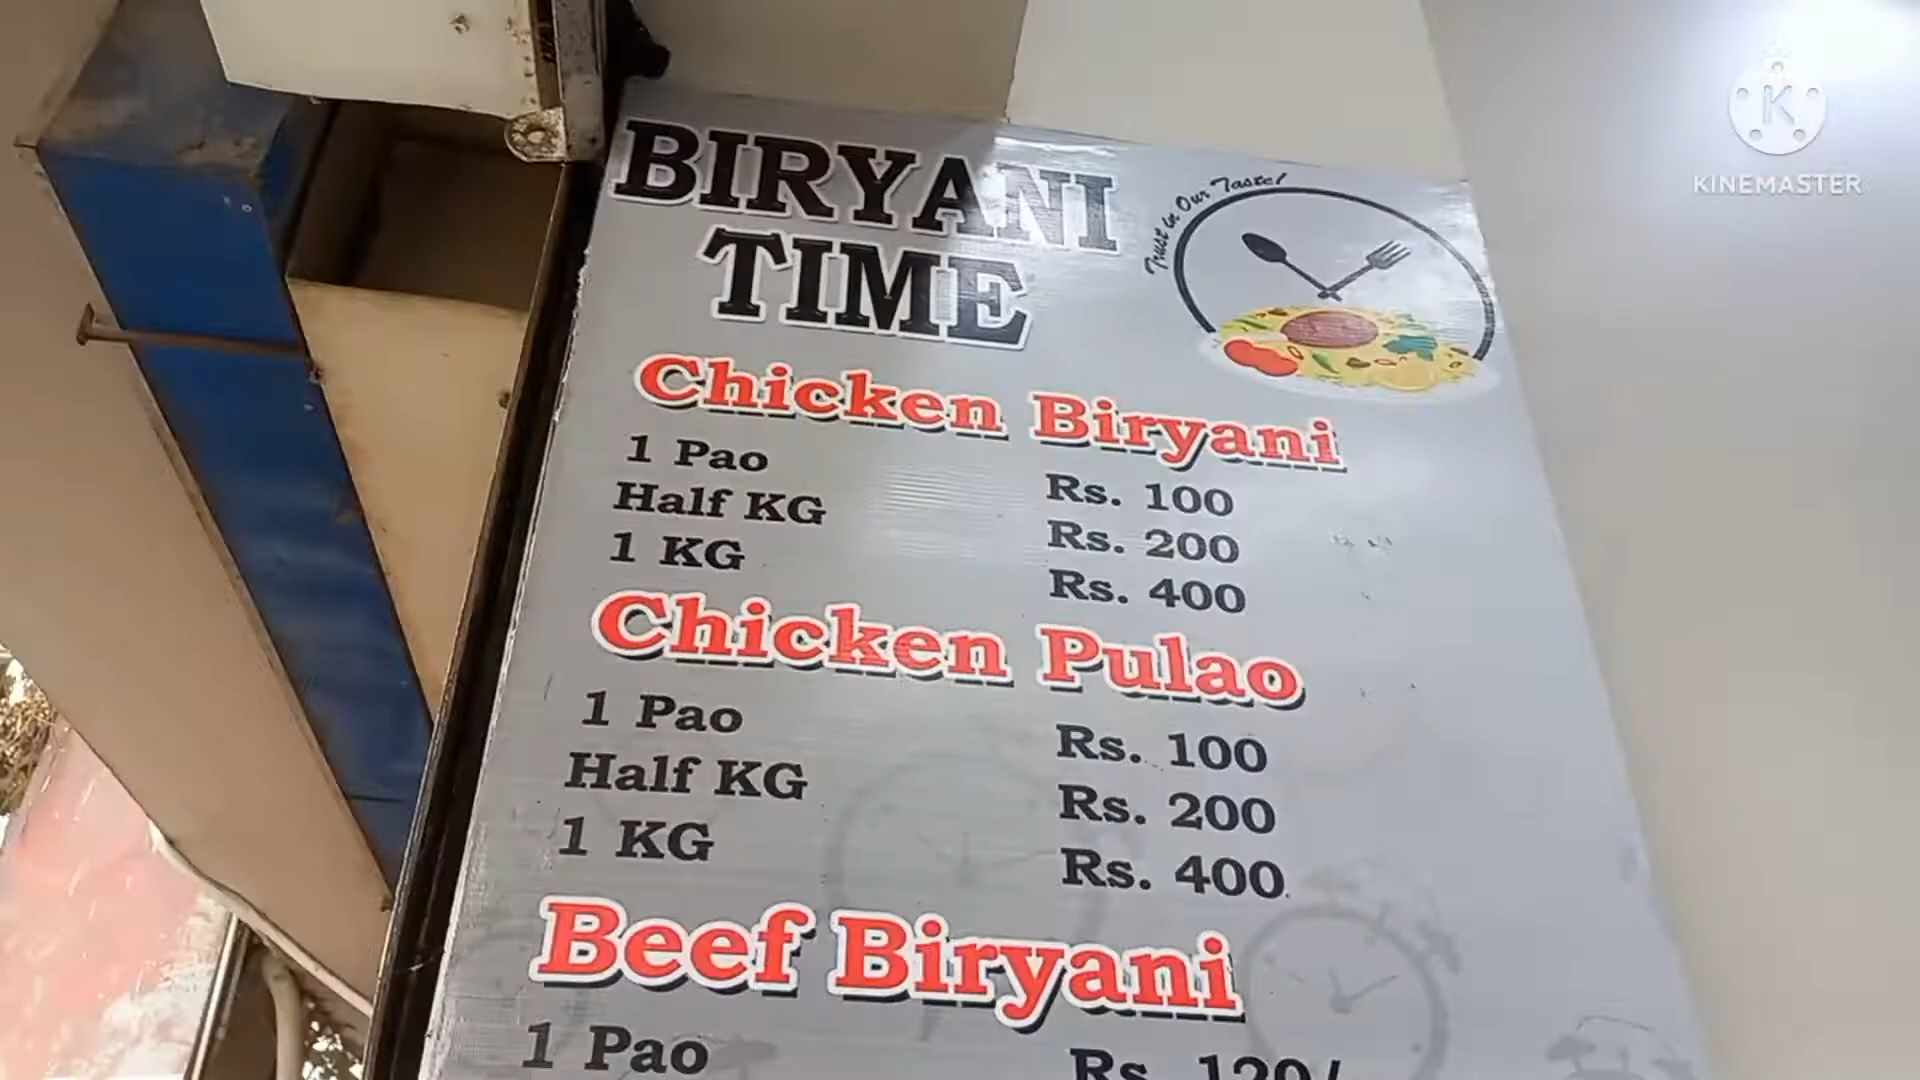 KINEMASTER
BIRYANI
TIME
Trust in Our Taste!
Chicken Biryani
1 Pao Rs. 100
Half KG Rs. 200
1 KG Rs. 400
Chicken Pulao
1 Pao Rs. 100
Half KG Rs. 200
1 KG Rs. 400
Beef Biryani
1 Pao Rs. 120/